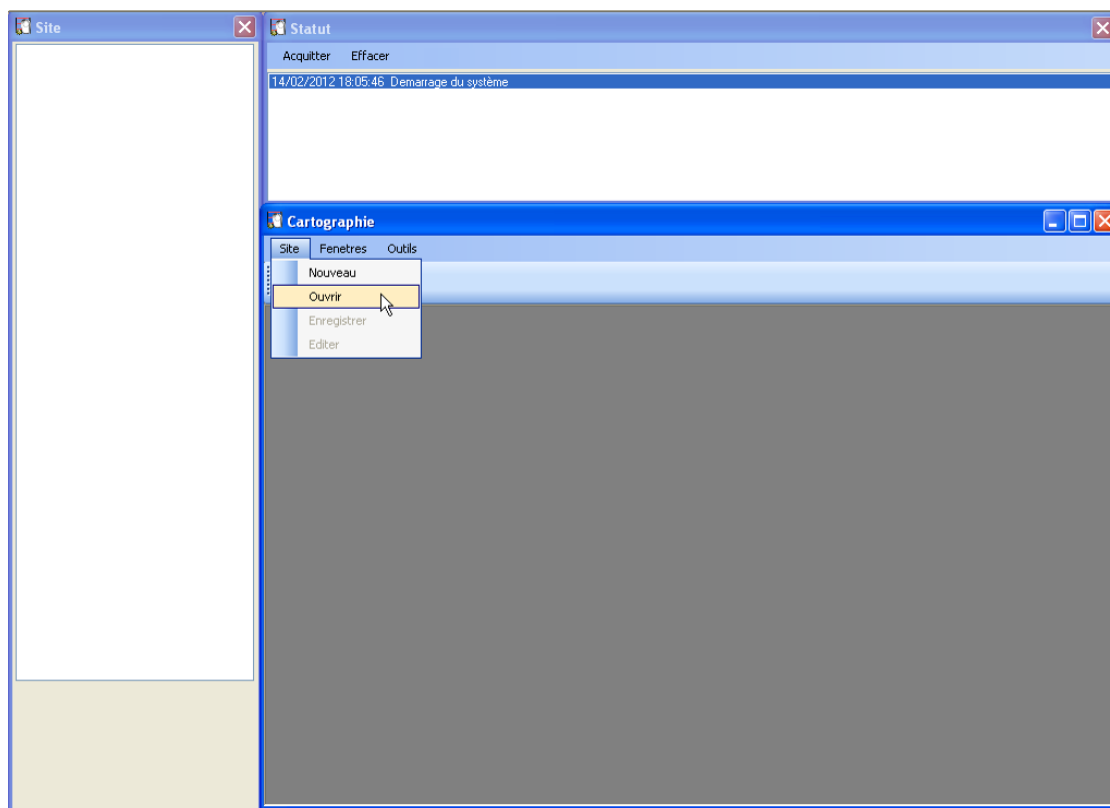 Site
Statut
Acquitter Effacer
14/02/2012 18:05:46 Demarrage du système
Cartographie
Site Fenetres Outils
Nouveau
Ouvrir
Enregistrer
Editer